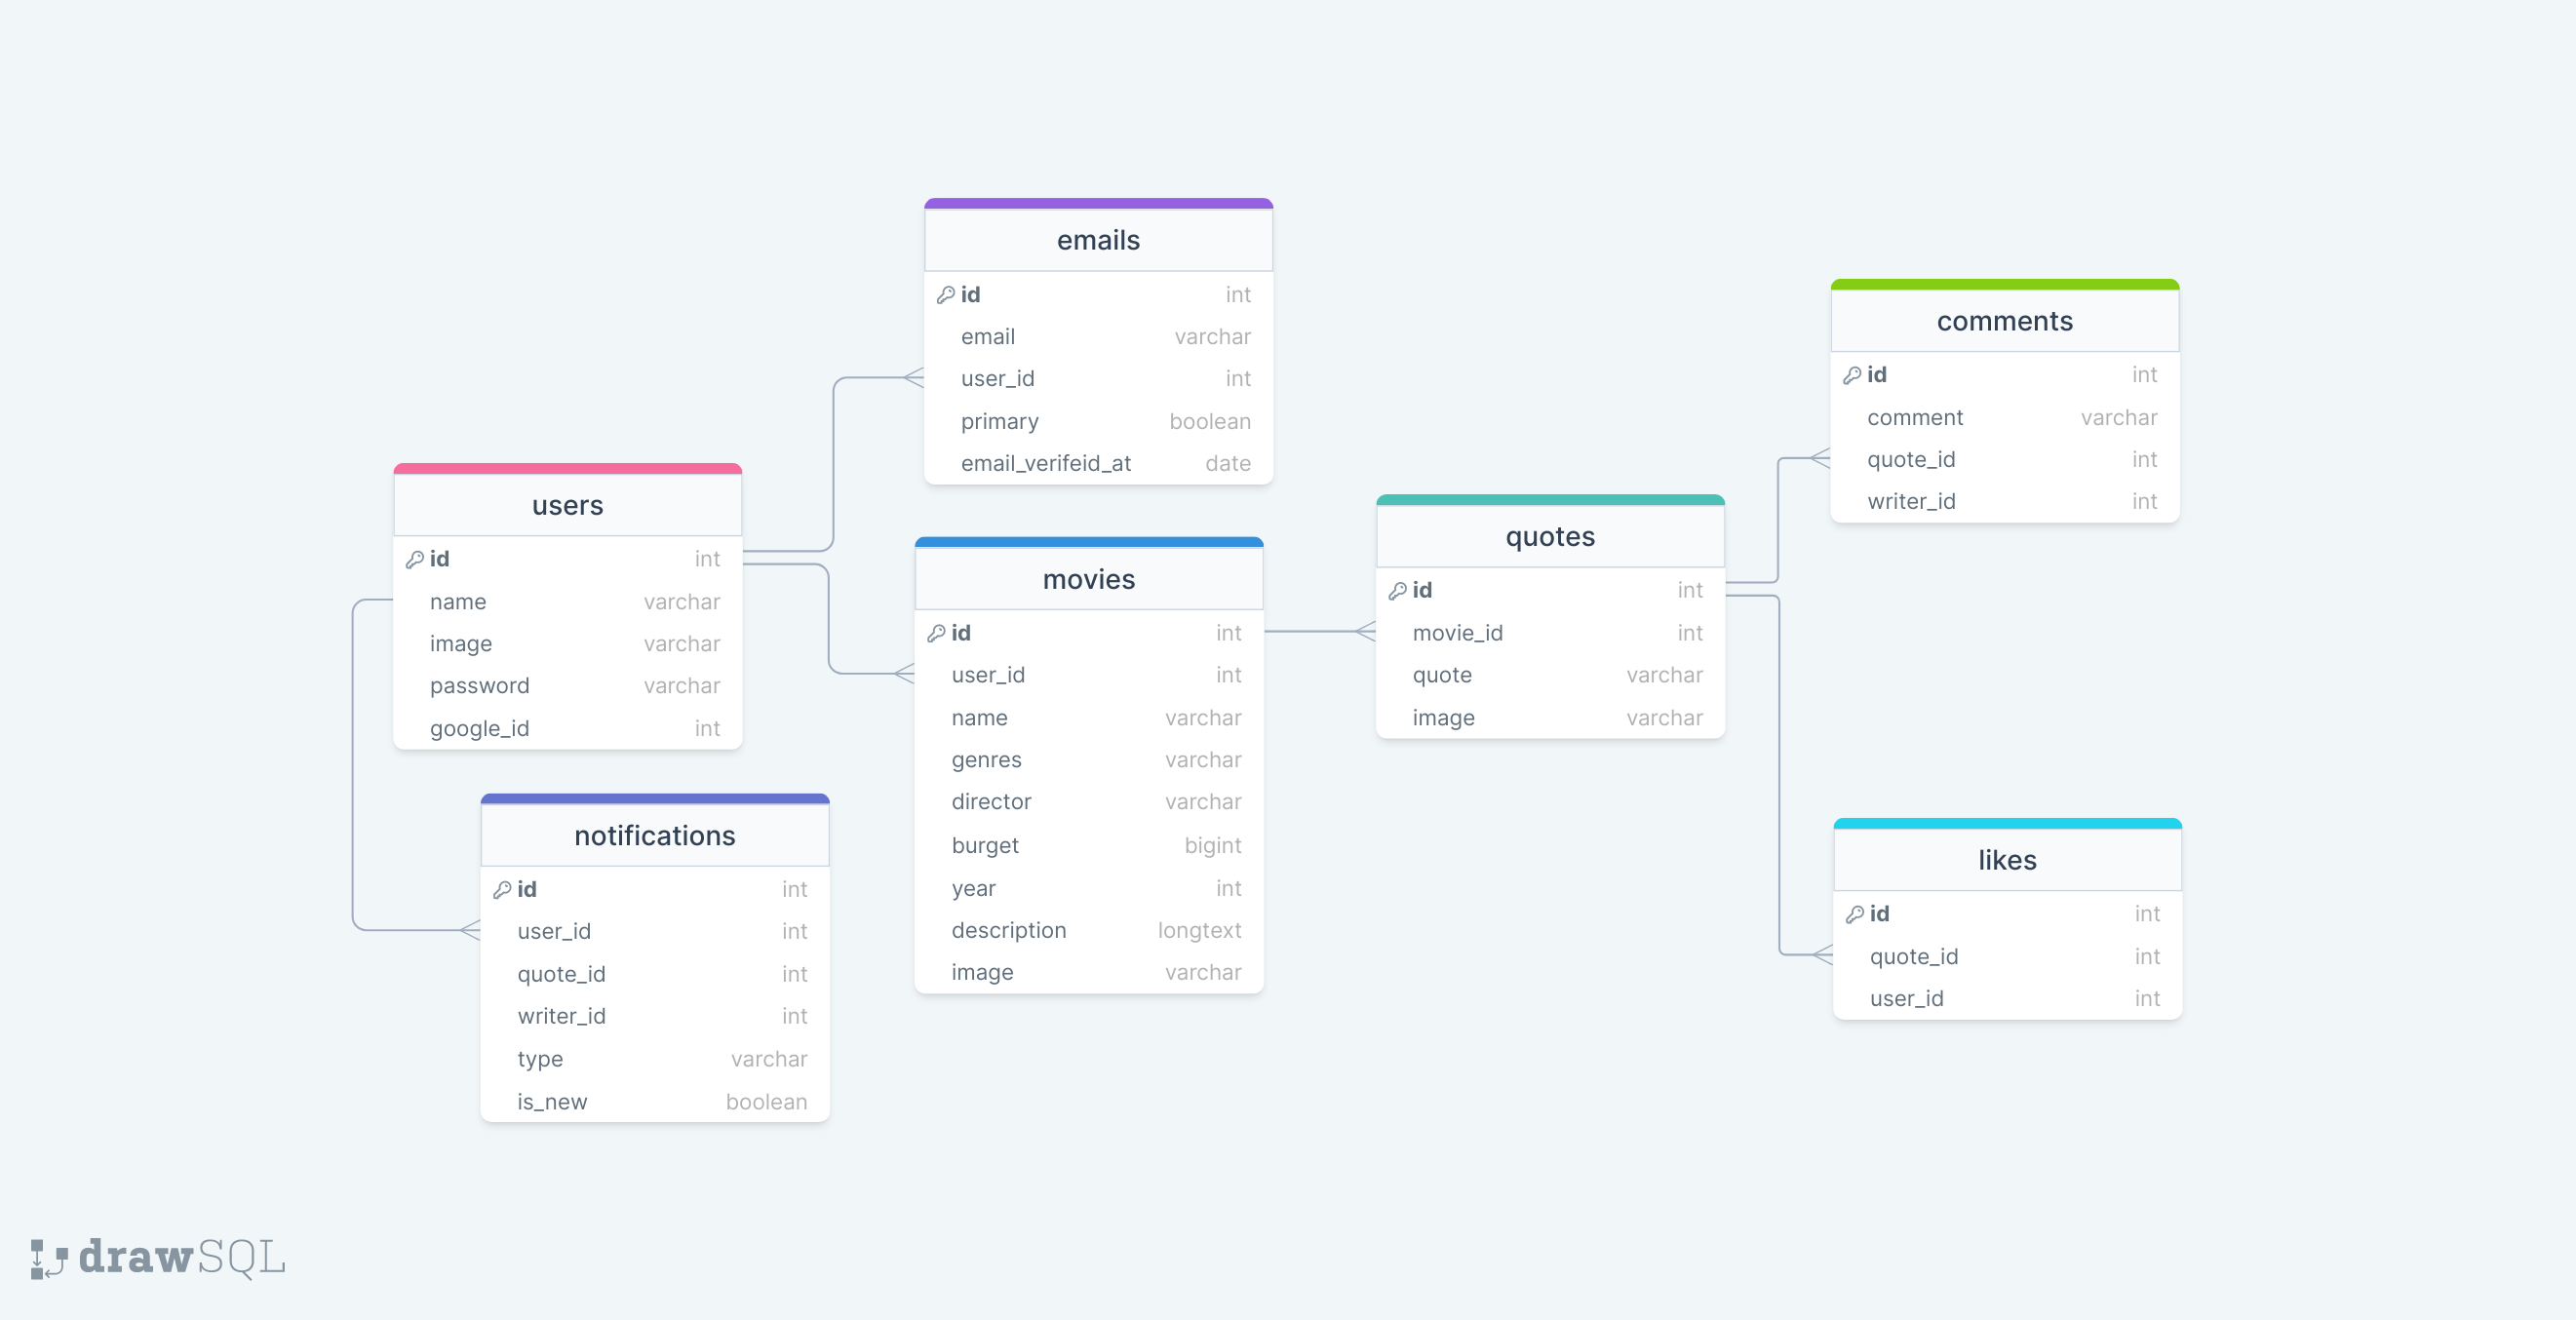 emails
id int
email varchar
user_id int
primary boolean
email_verifeid_at date
comments
id int
comment varchar
quote_id int
writer_id int
users
id int
name varchar
image varchar
password varchar
google_id int
quotes
id int
movie_id int
quote varchar
image varchar
movies
id int
user_id int
name varchar
genres varchar
director varchar
burget bigint
year int
description longtext
image varchar
notifications
id int
user_id int
quote_id int
writer_id int
type varchar
is_new boolean
likes
id int
quote_id int
user_id int
drawSQL